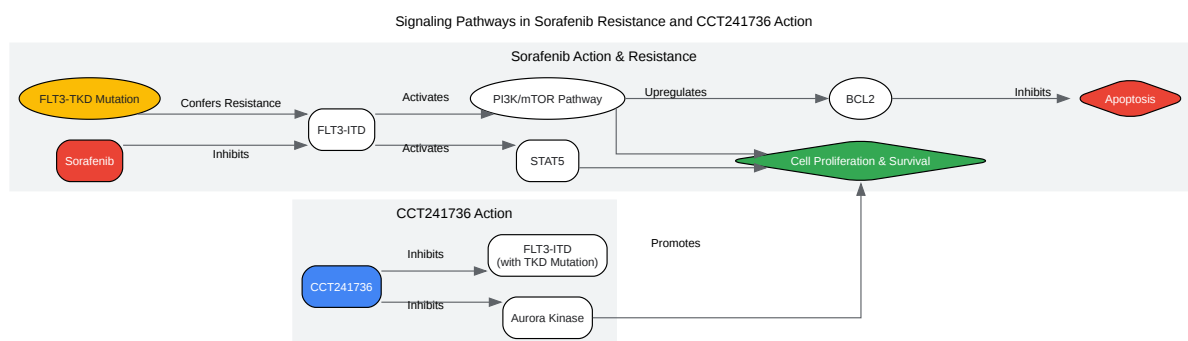 Signaling Pathways in Sorafenib Resistance and CCT241736 Action
Sorafenib Action & Resistance
FLT3-TKD Mutation
Confers Resistance
Sorafenib
Inhibits
FLT3-ITD
Activates
Activates
PI3K/mTOR Pathway
STAT5
Upregulates
BCL2
Inhibits
Apoptosis
Cell Proliferation & Survival
CCT241736 Action
CCT241736
Inhibits
Inhibits
FLT3-ITD
(with TKD Mutation)
Aurora Kinase
Promotes